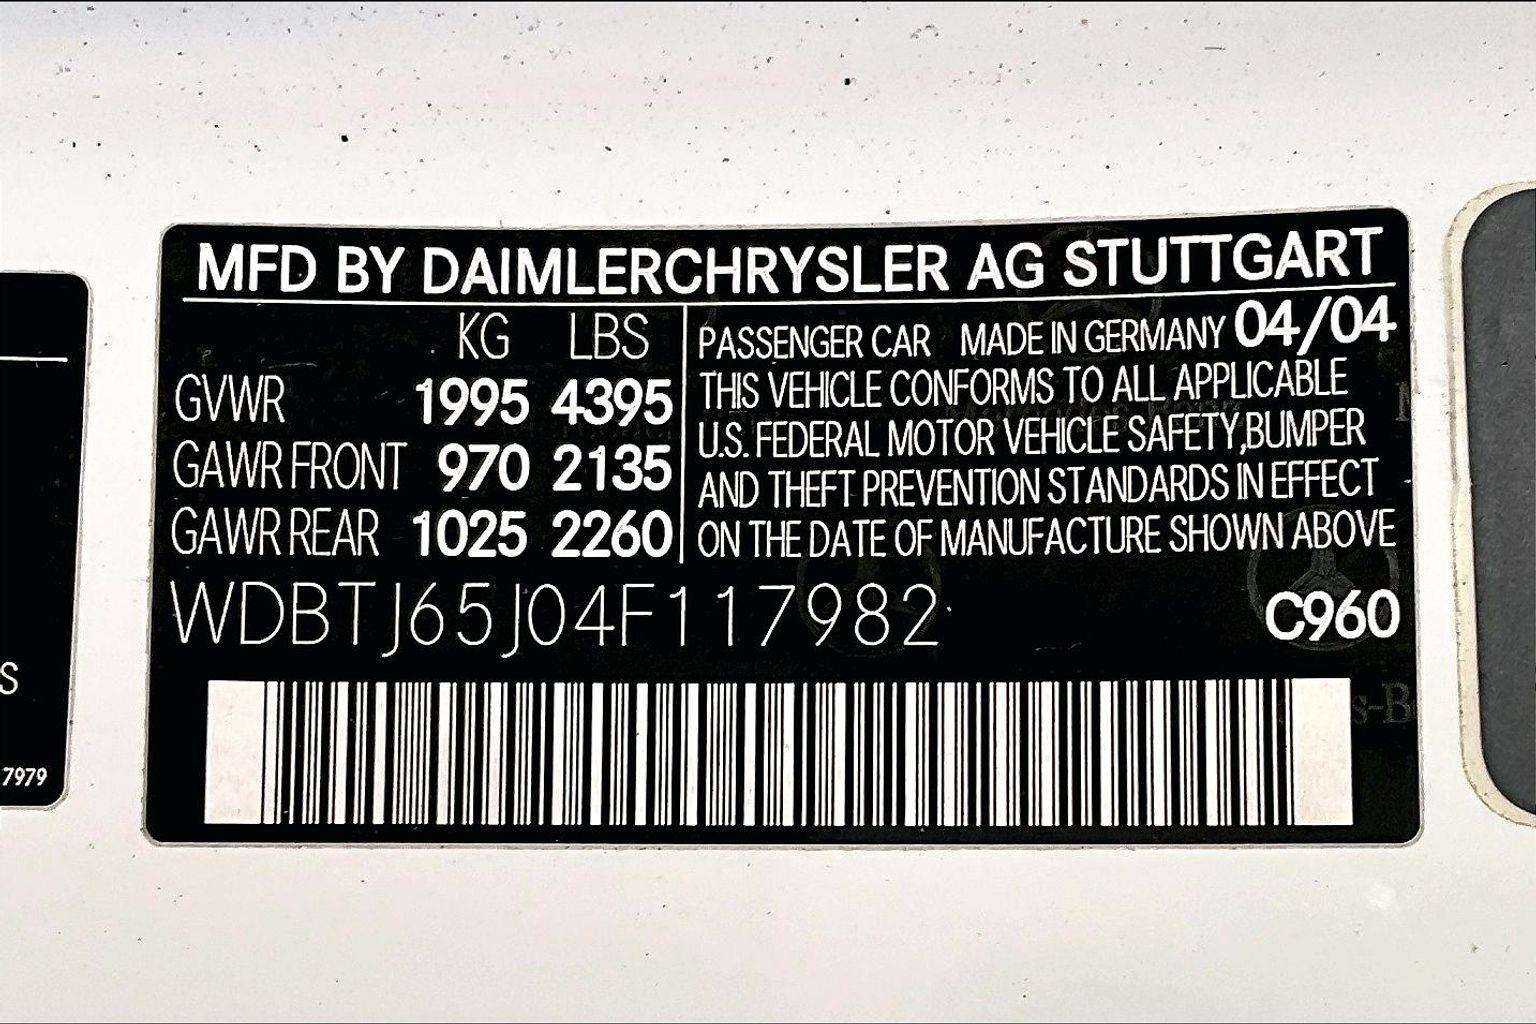 MFD BY DAIMLERCHRYSLER AG STUTTGART
KG LBS
GVWR 1995 4395
GAWR FRONT 970 2135
GAWR REAR 1025 2260
PASSENGER CAR MADE IN GERMANY 04/04
THIS VEHICLE CONFORMS TO ALL APPLICABLE
U.S. FEDERAL MOTOR VEHICLE SAFETY,BUMPER
AND THEFT PREVENTION STANDARDS IN EFFECT
ON THE DATE OF MANUFACTURE SHOWN ABOVE
WDBTJ65J04F117982 C960
S
7979
s-B